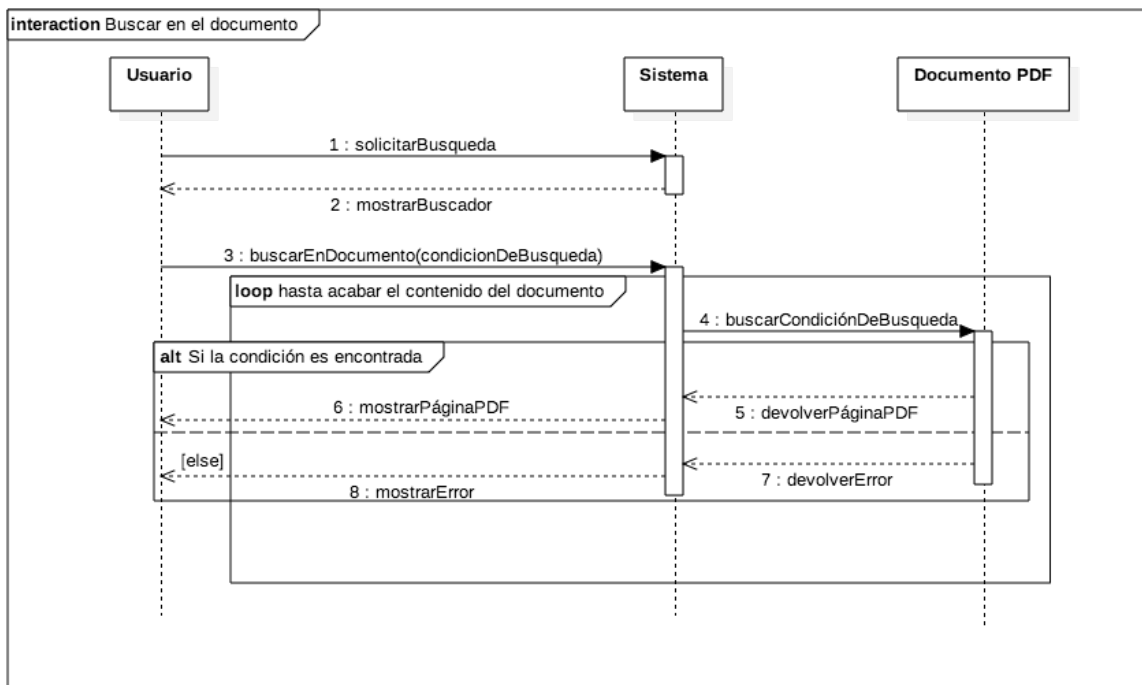 interaction Buscar en el documento
Usuario
Sistema
Documento PDF
1 : solicitarBusqueda
2 : mostrarBuscador
3 : buscarEnDocumento(condicionDeBusqueda)
loop hasta acabar el contenido del documento
4 : buscarCondiciónDeBusqueda
alt Si la condición es encontrada
6 : mostrarPáginaPDF
5 : devolverPáginaPDF
[else]
7 : devolverError
8 : mostrarError